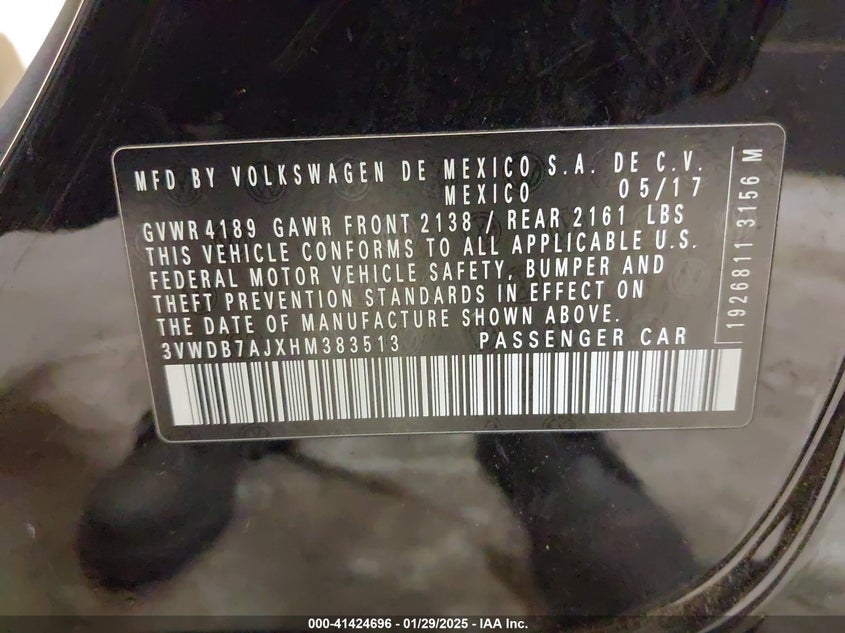 MFD BY VOLKSWAGEN DE MEXICO S.A. DE C.V.
MEXICO 05/17
GVWR 4189 GAWR FRONT 2138 / REAR 2161 LBS
THIS VEHICLE CONFORMS TO ALL APPLICABLE U.S.
FEDERAL MOTOR VEHICLE SAFETY, BUMPER AND
THEFT PREVENTION STANDARDS IN EFFECT ON
THE DATE OF MANUFACTURE SHOWN ABOVE.
3VWDB7AJXHM383513 PASSENGER CAR
1926811 3156 M
000-41424696 - 01/29/2025 - IAA Inc.